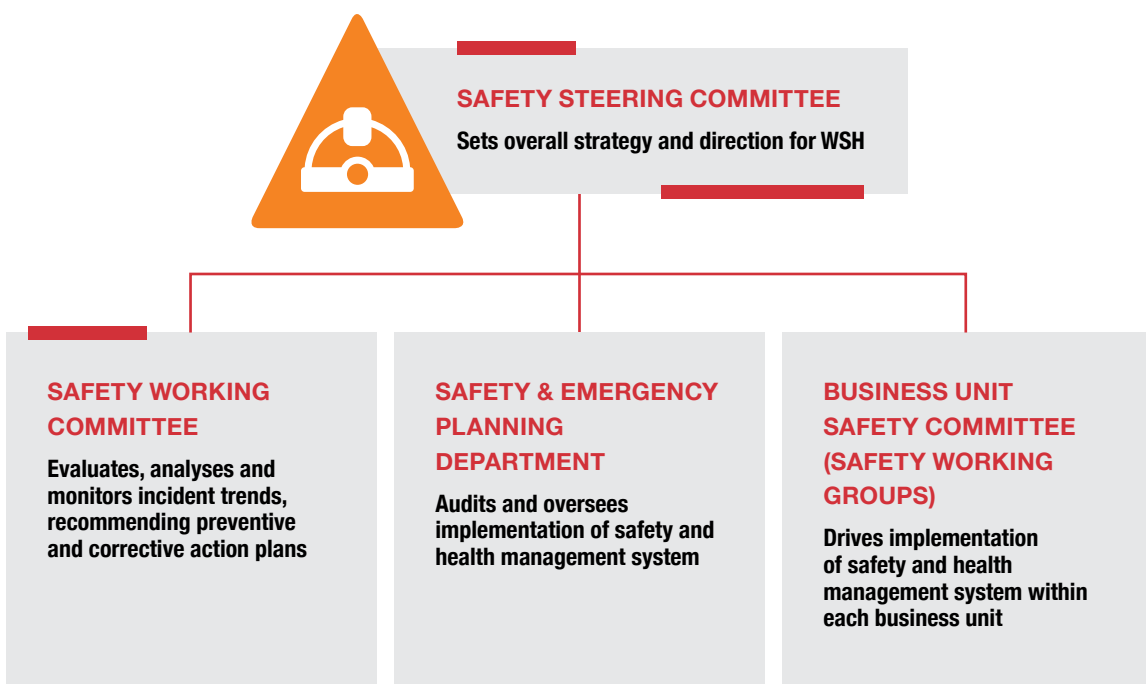 SAFETY STEERING COMMITTEE
Sets overall strategy and direction for WSH
SAFETY WORKING
COMMITTEE
Evaluates, analyses and
monitors incident trends,
recommending preventive
and corrective action plans
SAFETY & EMERGENCY
PLANNING
DEPARTMENT
Audits and oversees
implementation of safety and
health management system
BUSINESS UNIT
SAFETY COMMITTEE
(SAFETY WORKING
GROUPS)
Drives implementation
of safety and health
management system within
each business unit